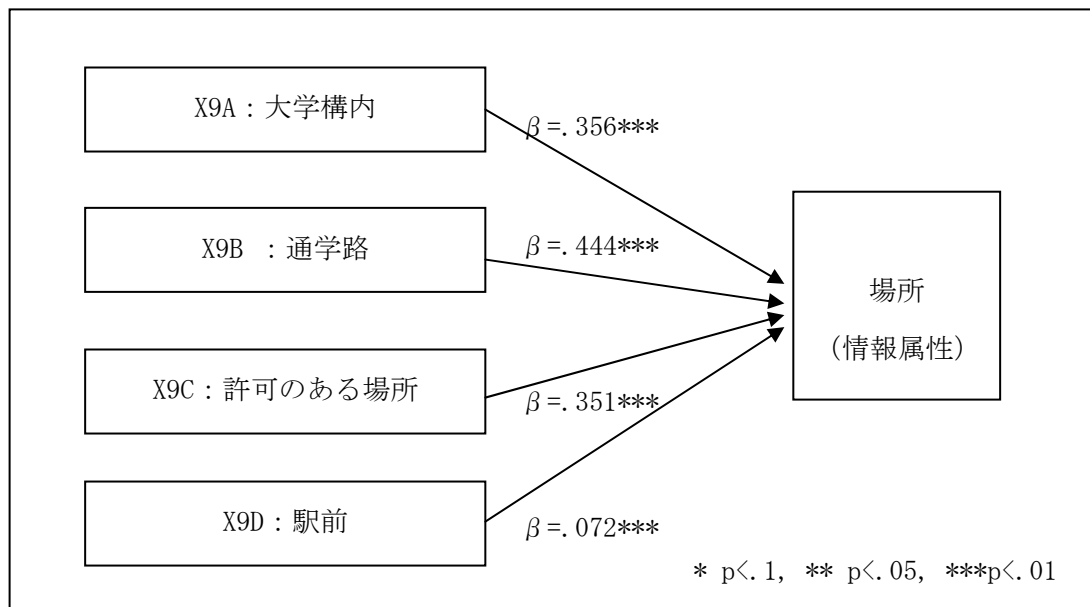 X9A：大学構内
β=.356***
X9B ：通学路
β=.444***
場所
(情報属性)
X9C：許可のある場所
β=.351***
X9D：駅前
β=.072***
* p<.1, ** p<.05, ***p<.01